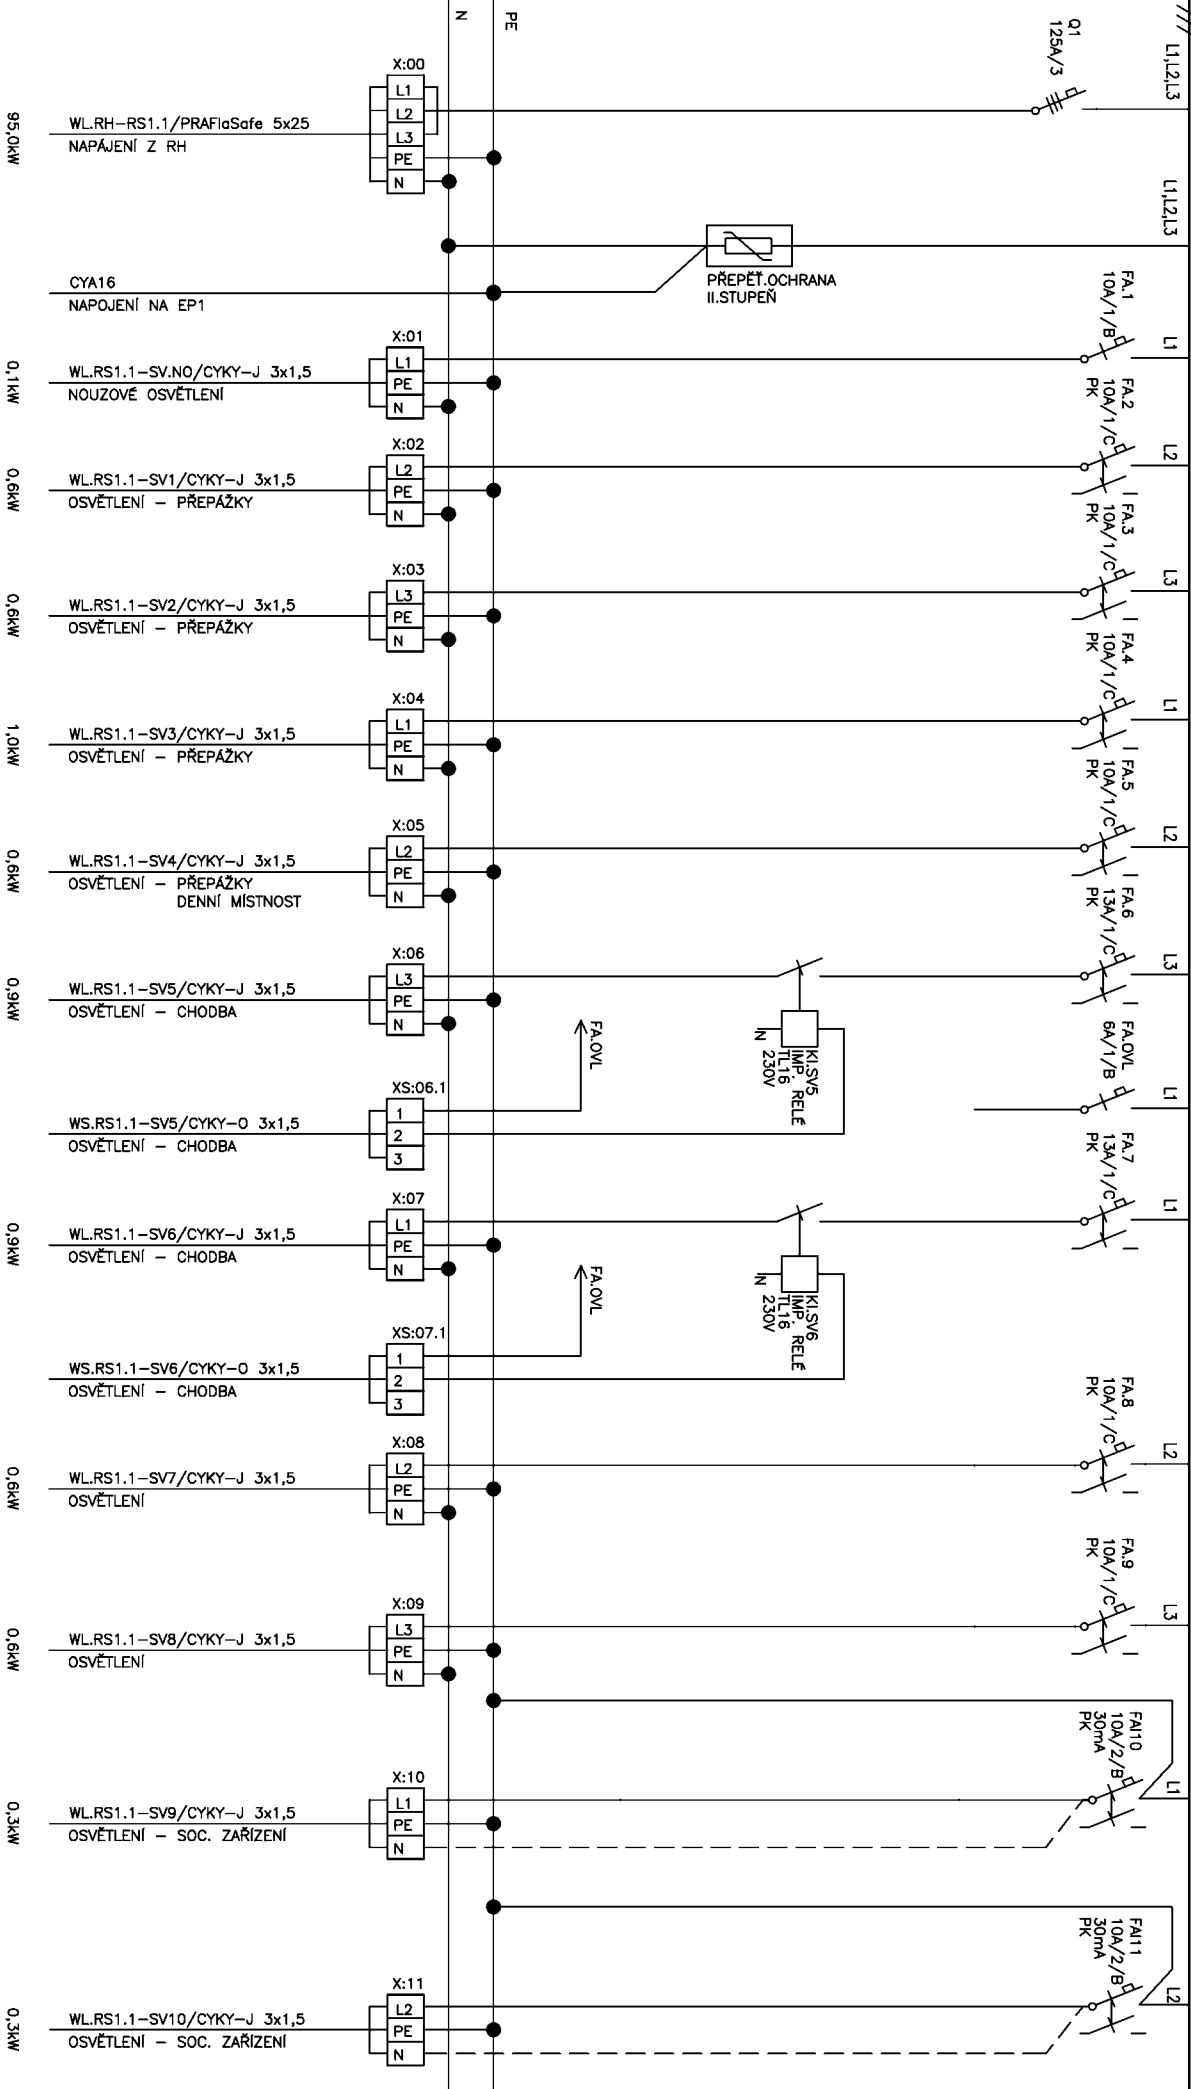 N
PE
L1,L2,L3
Q1
125A/3
X:00
L1
L2
L3
PE
N
WL.RH-RS1.1/PRAFlaSafe 5x25
NAPÁJENÍ Z RH
95,0kW
L1,L2,L3
PŘEPĚŤ.OCHRANA
II.STUPEŇ
CYA16
NAPOJENÍ NA EP1
FA.1
10A/1/B
L1
X:01
L1
PE
N
WL.RS1.1-SV.NO/CYKY-J 3x1,5
NOUZOVÉ OSVĚTLENÍ
0,1kW
FA.2
10A/1/C
PK
L2
X:02
L2
PE
N
WL.RS1.1-SV1/CYKY-J 3x1,5
OSVĚTLENÍ - PŘEPÁŽKY
0,6kW
FA.3
10A/1/C
PK
L3
X:03
L3
PE
N
WL.RS1.1-SV2/CYKY-J 3x1,5
OSVĚTLENÍ - PŘEPÁŽKY
0,6kW
FA.4
10A/1/C
PK
L1
X:04
L1
PE
N
WL.RS1.1-SV3/CYKY-J 3x1,5
OSVĚTLENÍ - PŘEPÁŽKY
1,0kW
FA.5
10A/1/C
PK
L2
X:05
L2
PE
N
WL.RS1.1-SV4/CYKY-J 3x1,5
OSVĚTLENÍ - PŘEPÁŽKY
DENNÍ MÍSTNOST
0,6kW
FA.6
13A/1/C
PK
L3
X:06
L3
PE
N
WL.RS1.1-SV5/CYKY-J 3x1,5
OSVĚTLENÍ - CHODBA
0,9kW
FA.OVL
KI.SV5
IMP. RELÉ
TL16
230V
N
FA.OVL
6A/1/B
L1
XS:06.1
1
2
3
WS.RS1.1-SV5/CYKY-O 3x1,5
OSVĚTLENÍ - CHODBA
FA.7
13A/1/C
PK
L1
X:07
L1
PE
N
WL.RS1.1-SV6/CYKY-J 3x1,5
OSVĚTLENÍ - CHODBA
0,9kW
FA.OVL
KI.SV6
IMP. RELÉ
TL16
230V
N
XS:07.1
1
2
3
WS.RS1.1-SV6/CYKY-O 3x1,5
OSVĚTLENÍ - CHODBA
FA.8
10A/1/C
PK
L2
X:08
L2
PE
N
WL.RS1.1-SV7/CYKY-J 3x1,5
OSVĚTLENÍ
0,6kW
FA.9
10A/1/C
PK
L3
X:09
L3
PE
N
WL.RS1.1-SV8/CYKY-J 3x1,5
OSVĚTLENÍ
0,6kW
FAI10
10A/2/B
30mA
PK
L1
X:10
L1
PE
N
WL.RS1.1-SV9/CYKY-J 3x1,5
OSVĚTLENÍ - SOC. ZAŘÍZENÍ
0,3kW
FAI11
10A/2/B
30mA
PK
L2
X:11
L2
PE
N
WL.RS1.1-SV10/CYKY-J 3x1,5
OSVĚTLENÍ - SOC. ZAŘÍZENÍ
0,3kW